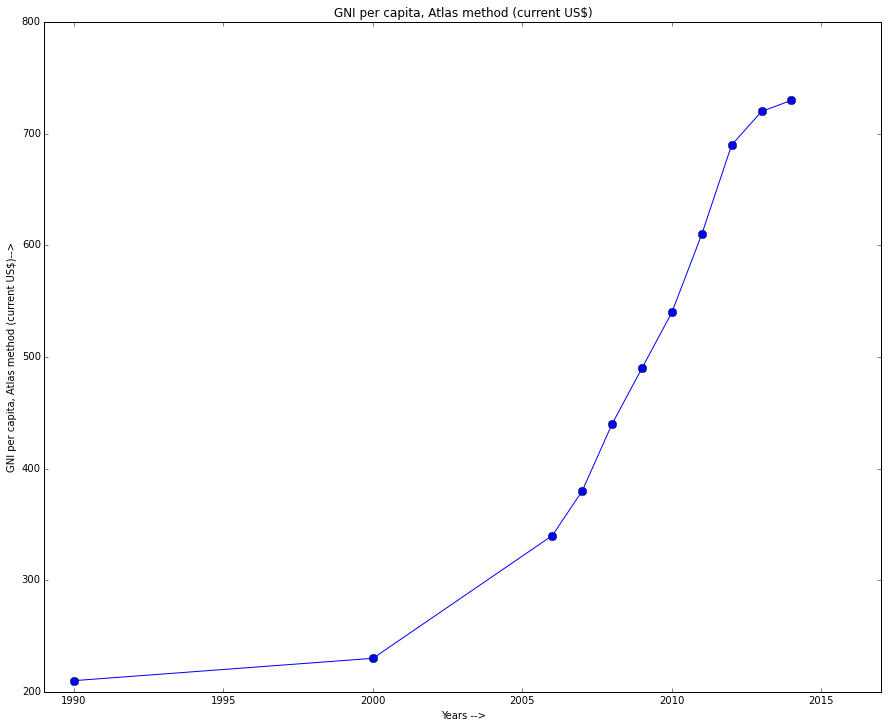 GNI per capita, Atlas method (current US$)
800
700
600
500
400
300
200
GNI per capita, Atlas method (current US$)-->
1990 1995 2000 2005 2010 2015
Years -->